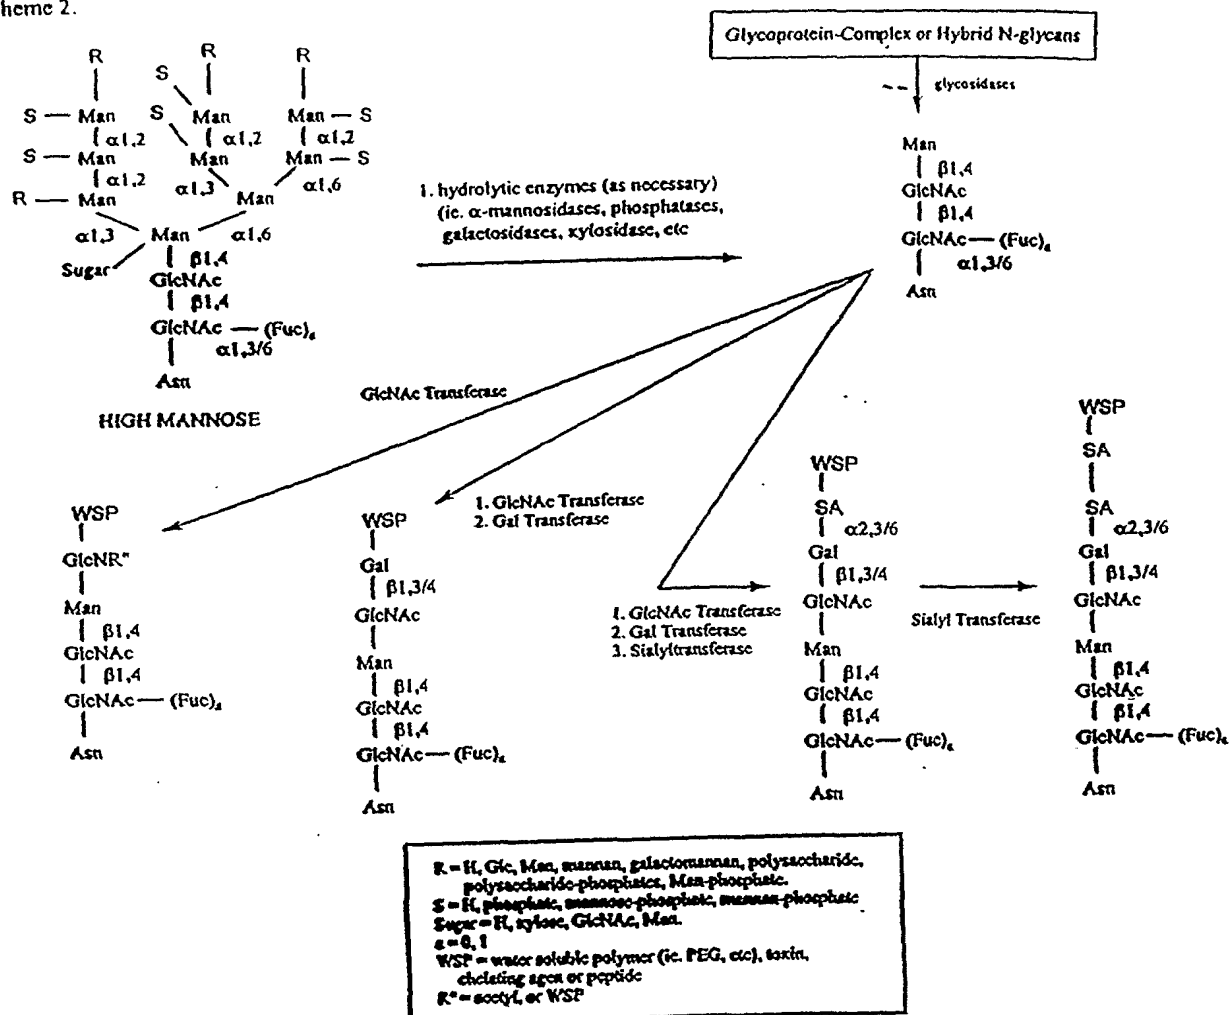 heme 2.
Glycoprotein-Complex or Hybrid N-glycans
glycosidases
R
R
R
S
S — Man
S
Man
Man — S
α1,2
α1,2
α1,2
S — Man
Man
Man — S
α1,2
α1,3
α1,6
R — Man
Man
α1,3
Man
α1,6
Sugar
β1,4
GlcNAc
β1,4
GlcNAc — (Fuc)a
α1,3/6
Asn
HIGH MANNOSE
1. hydrolytic enzymes (as necessary)
(ie. α-mannosidases, phosphatases,
galactosidases, xylosidase, etc
Man
β1,4
GlcNAc
β1,4
GlcNAc — (Fuc)a
α1,3/6
Asn
GlcNAc Transferase
1. GlcNAc Transferase
2. Gal Transferase
1. GlcNAc Transferase
2. Gal Transferase
3. Sialyltransferase
Sialyl Transferase
WSP
GlcNR"
Man
β1,4
GlcNAc
β1,4
GlcNAc — (Fuc)a
Asn
WSP
Gal
β1,3/4
GlcNAc
Man
β1,4
GlcNAc
β1,4
GlcNAc — (Fuc)a
Asn
WSP
SA
α2,3/6
Gal
β1,3/4
GlcNAc
Man
β1,4
GlcNAc
β1,4
GlcNAc — (Fuc)a
Asn
WSP
SA
SA
α2,3/6
Gal
β1,3/4
GlcNAc
Man
β1,4
GlcNAc
β1,4
GlcNAc — (Fuc)a
Asn
R = H, Glc, Man, mannan, galactomannan, polysaccharide,
polysaccharide-phosphates, Man-phosphate.
S = H, phosphate, mannose-phosphate, mannan-phosphate
Sugar = H, xylose, GlcNAc, Man.
a = 0, 1
WSP = water soluble polymer (ie. PEG, etc), toxin,
chelating agen or peptide
R" = acetyl, or WSP